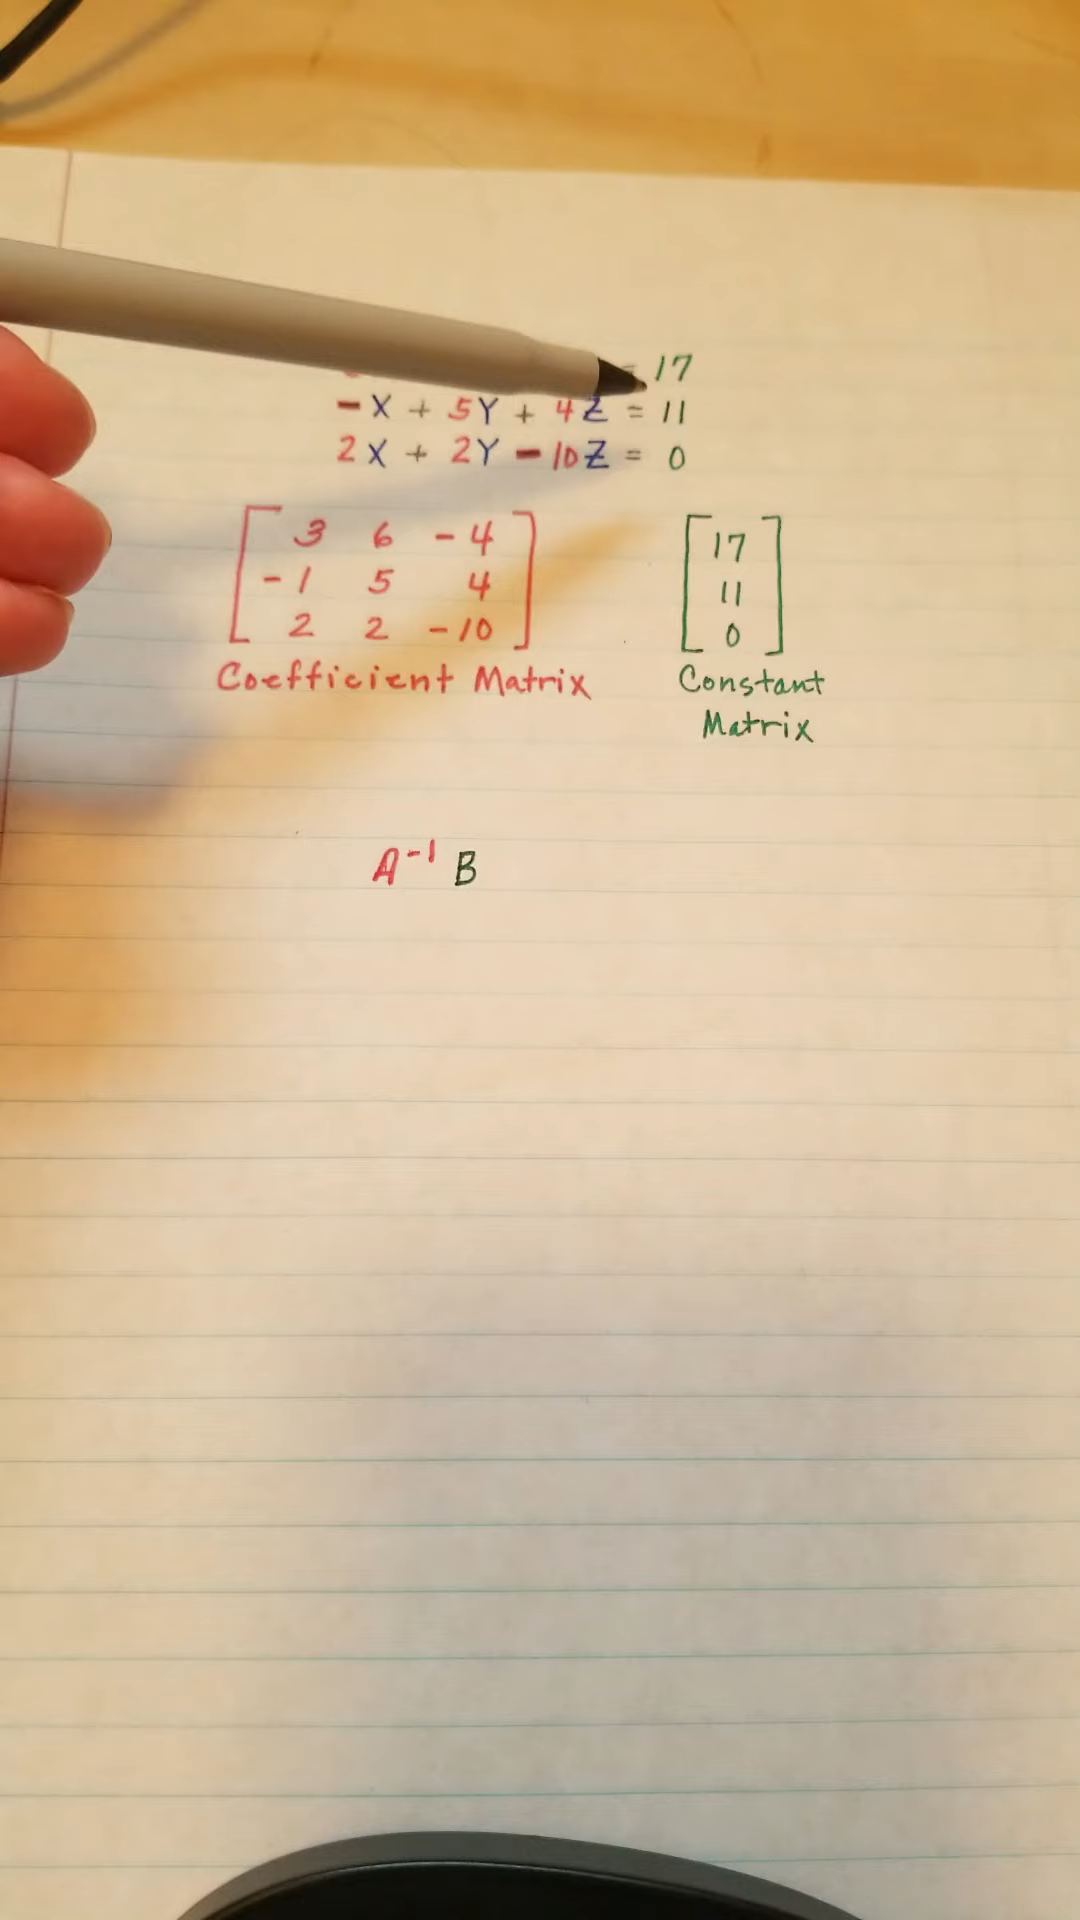 = 17
- X + 5Y + 4Z = 11
2X + 2Y - 10Z = 0
3 6 -4
-1 5 4
2 2 -10
Coefficient Matrix
17
11
0
Constant
Matrix
A⁻¹ B